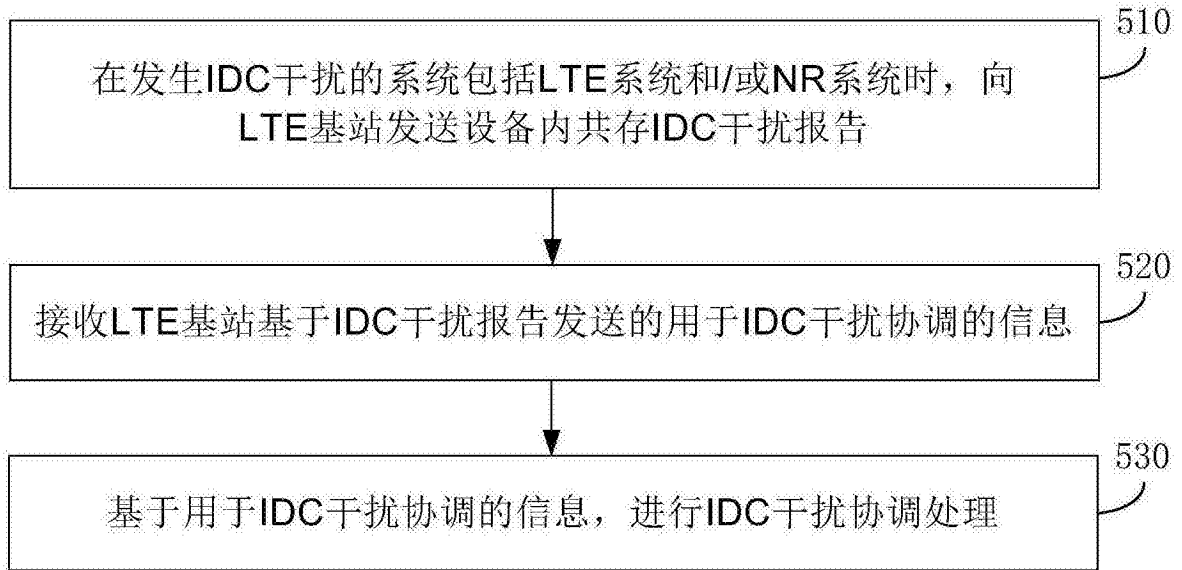 510
在发生IDC干扰的系统包括LTE系统和/或NR系统时，向
LTE基站发送设备内共存IDC干扰报告
520
接收LTE基站基于IDC干扰报告发送的用于IDC干扰协调的信息
530
基于用于IDC干扰协调的信息，进行IDC干扰协调处理